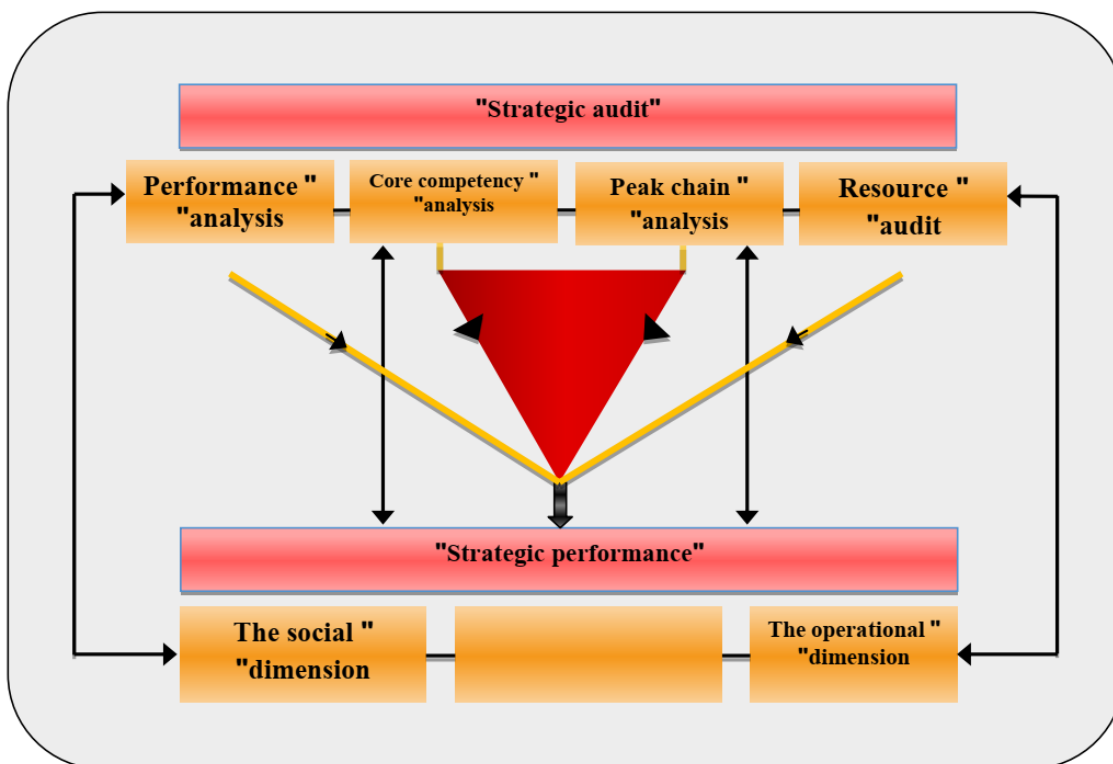 "Strategic audit"
Performance "
"analysis
Core competency "
"analysis
Peak chain "
"analysis
Resource "
"audit
"Strategic performance"
The social "
"dimension
The operational "
"dimension